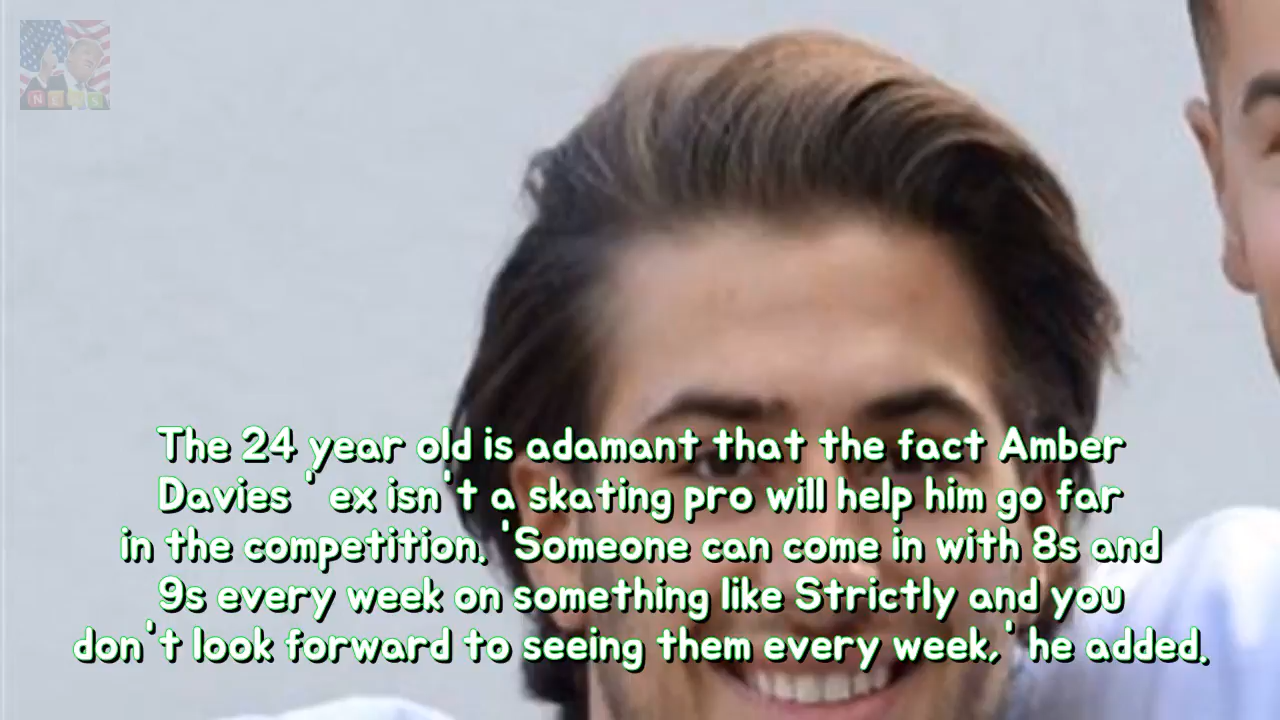 The 24 year old is adamant that the fact Amber
Davies ' ex isn't a skating pro will help him go far
in the competition. 'Someone can come in with 8s and
9s every week on something like Strictly and you
don't look forward to seeing them every week,' he added.
NEWS